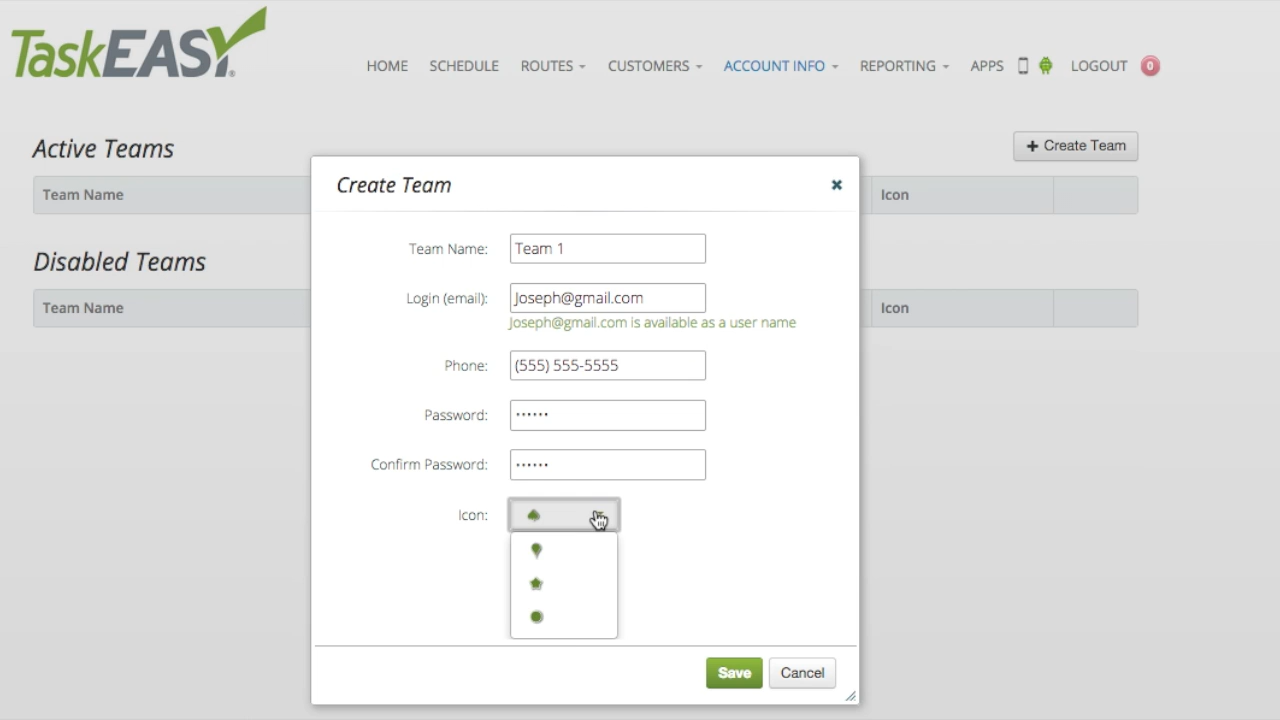 TaskEASY®
HOME SCHEDULE ROUTES CUSTOMERS ACCOUNT INFO REPORTING APPS LOGOUT 0
Active Teams
+ Create Team
Team Name Icon
Disabled Teams
Team Name Icon
Create Team
Team Name: Team 1
Login (email): Joseph@gmail.com
Joseph@gmail.com is available as a user name
Phone: (555) 555-5555
Password: ••••••
Confirm Password: ••••••
Icon:
Save Cancel